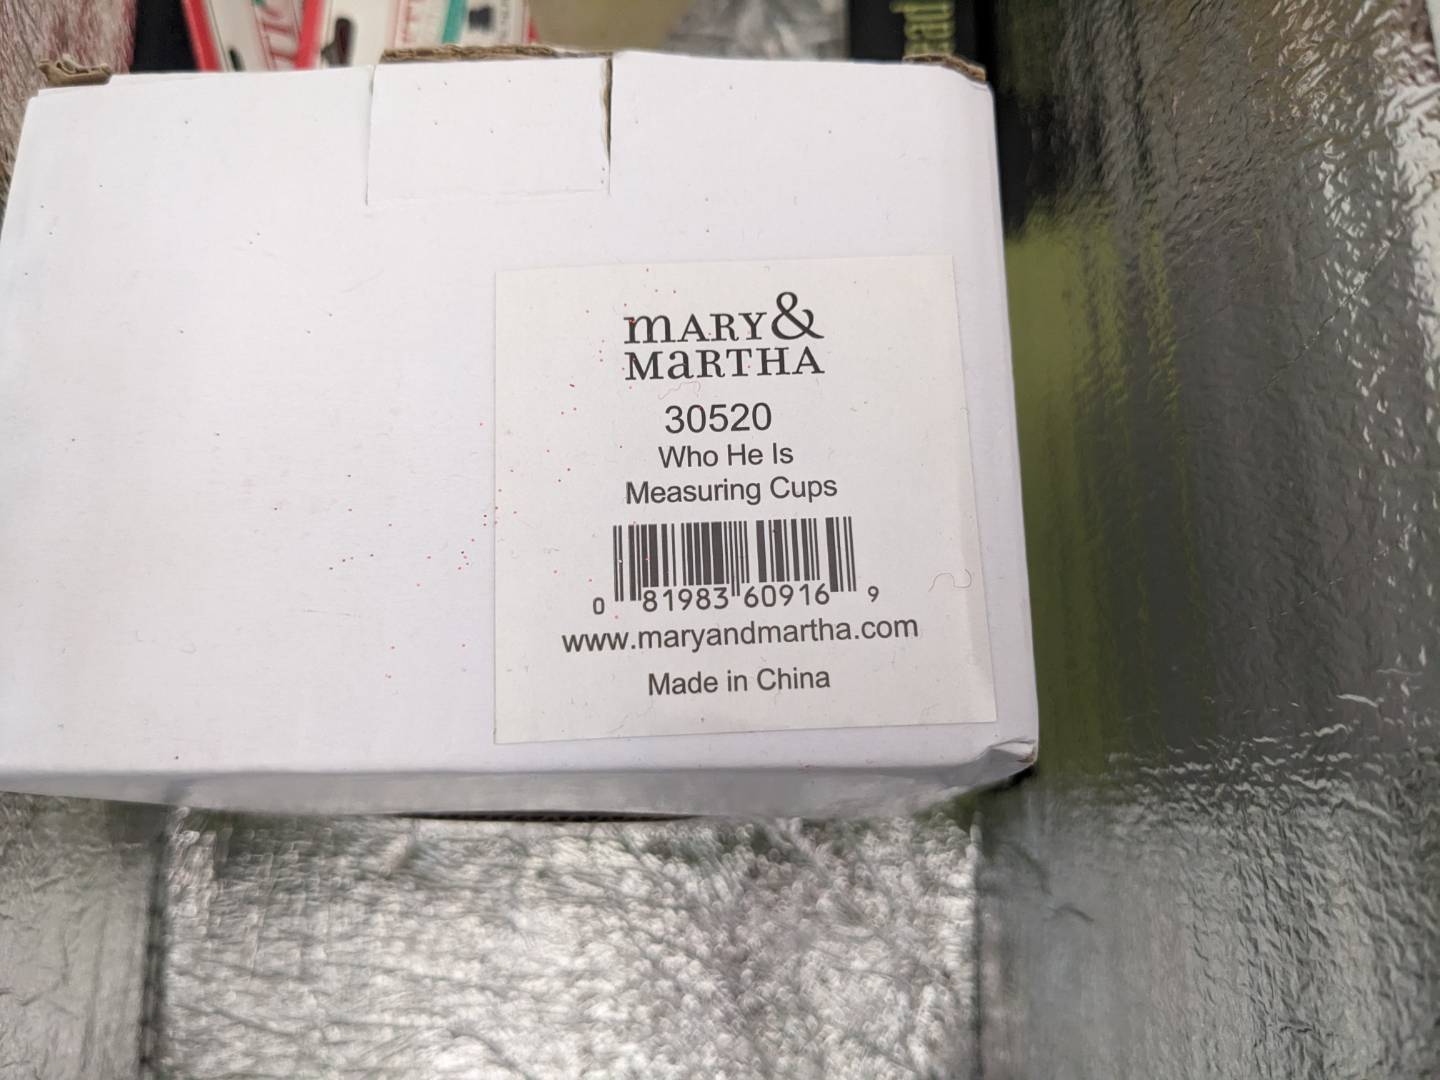 mARY&
MaRTHA
30520
Who He Is
Measuring Cups
0 81983 60916 9
www.maryandmartha.com
Made in China